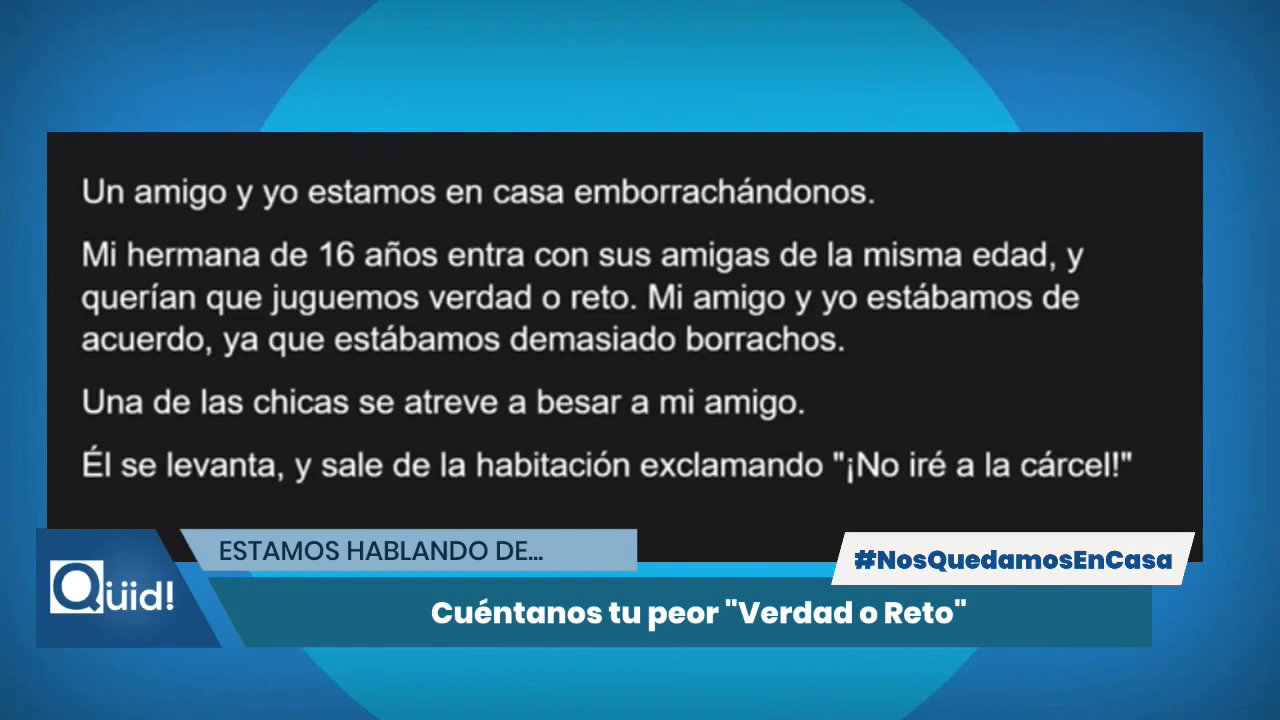 Un amigo y yo estamos en casa emborrachándonos.
Mi hermana de 16 años entra con sus amigas de la misma edad, y
querían que juguemos verdad o reto. Mi amigo y yo estábamos de
acuerdo, ya que estábamos demasiado borrachos.
Una de las chicas se atreve a besar a mi amigo.
Él se levanta, y sale de la habitación exclamando "¡No iré a la cárcel!"
ESTAMOS HABLANDO DE...
#NosQuedamosEnCasa
Qüid!
Cuéntanos tu peor "Verdad o Reto"